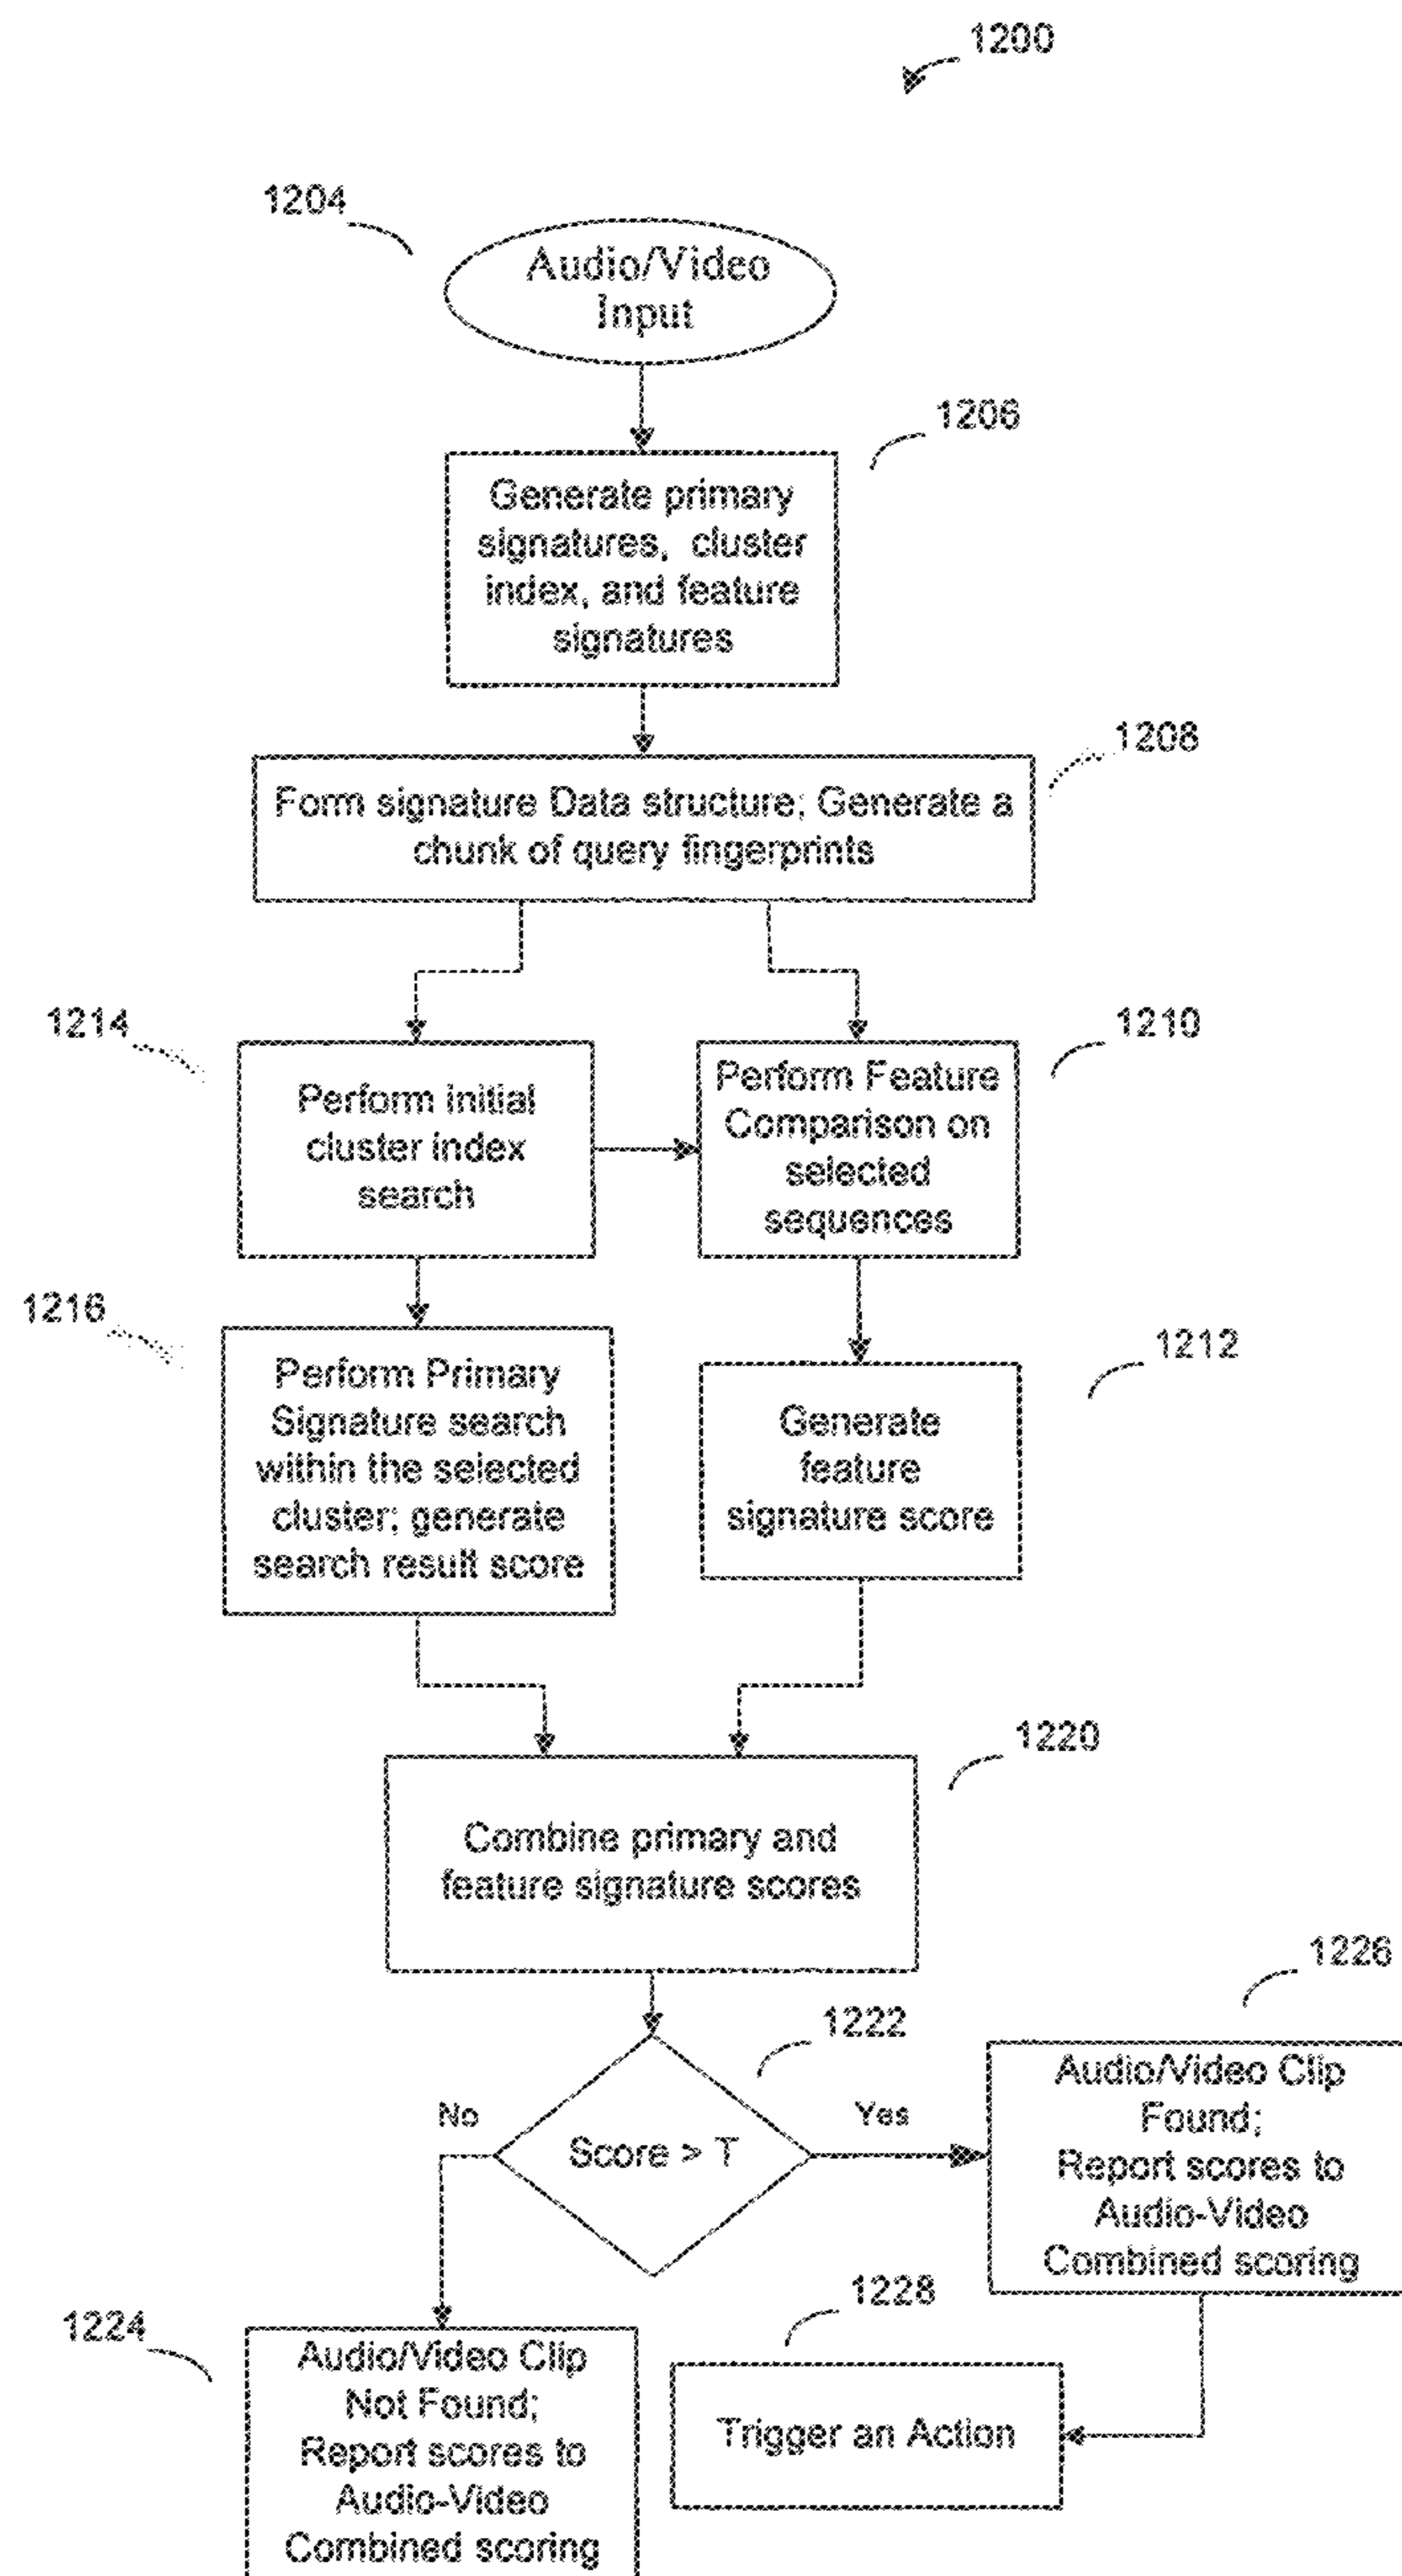 1200
1204
Audio/Video
Input
1206
Generate primary
signatures, cluster
index, and feature
signatures
1208
Form signature Data structure; Generate a
chunk of query fingerprints
1214
Perform initial
cluster index
search
1210
Perform Feature
Comparison on
selected
sequences
1216
Perform Primary
Signature search
within the selected
cluster; generate
search result score
1212
Generate
feature
signature score
1220
Combine primary and
feature signature scores
1222
No
Score > T
Yes
1226
Audio/Video Clip
Found;
Report scores to
Audio-Video
Combined scoring
1224
Audio/Video Clip
Not Found;
Report scores to
Audio-Video
Combined scoring
1228
Trigger an Action